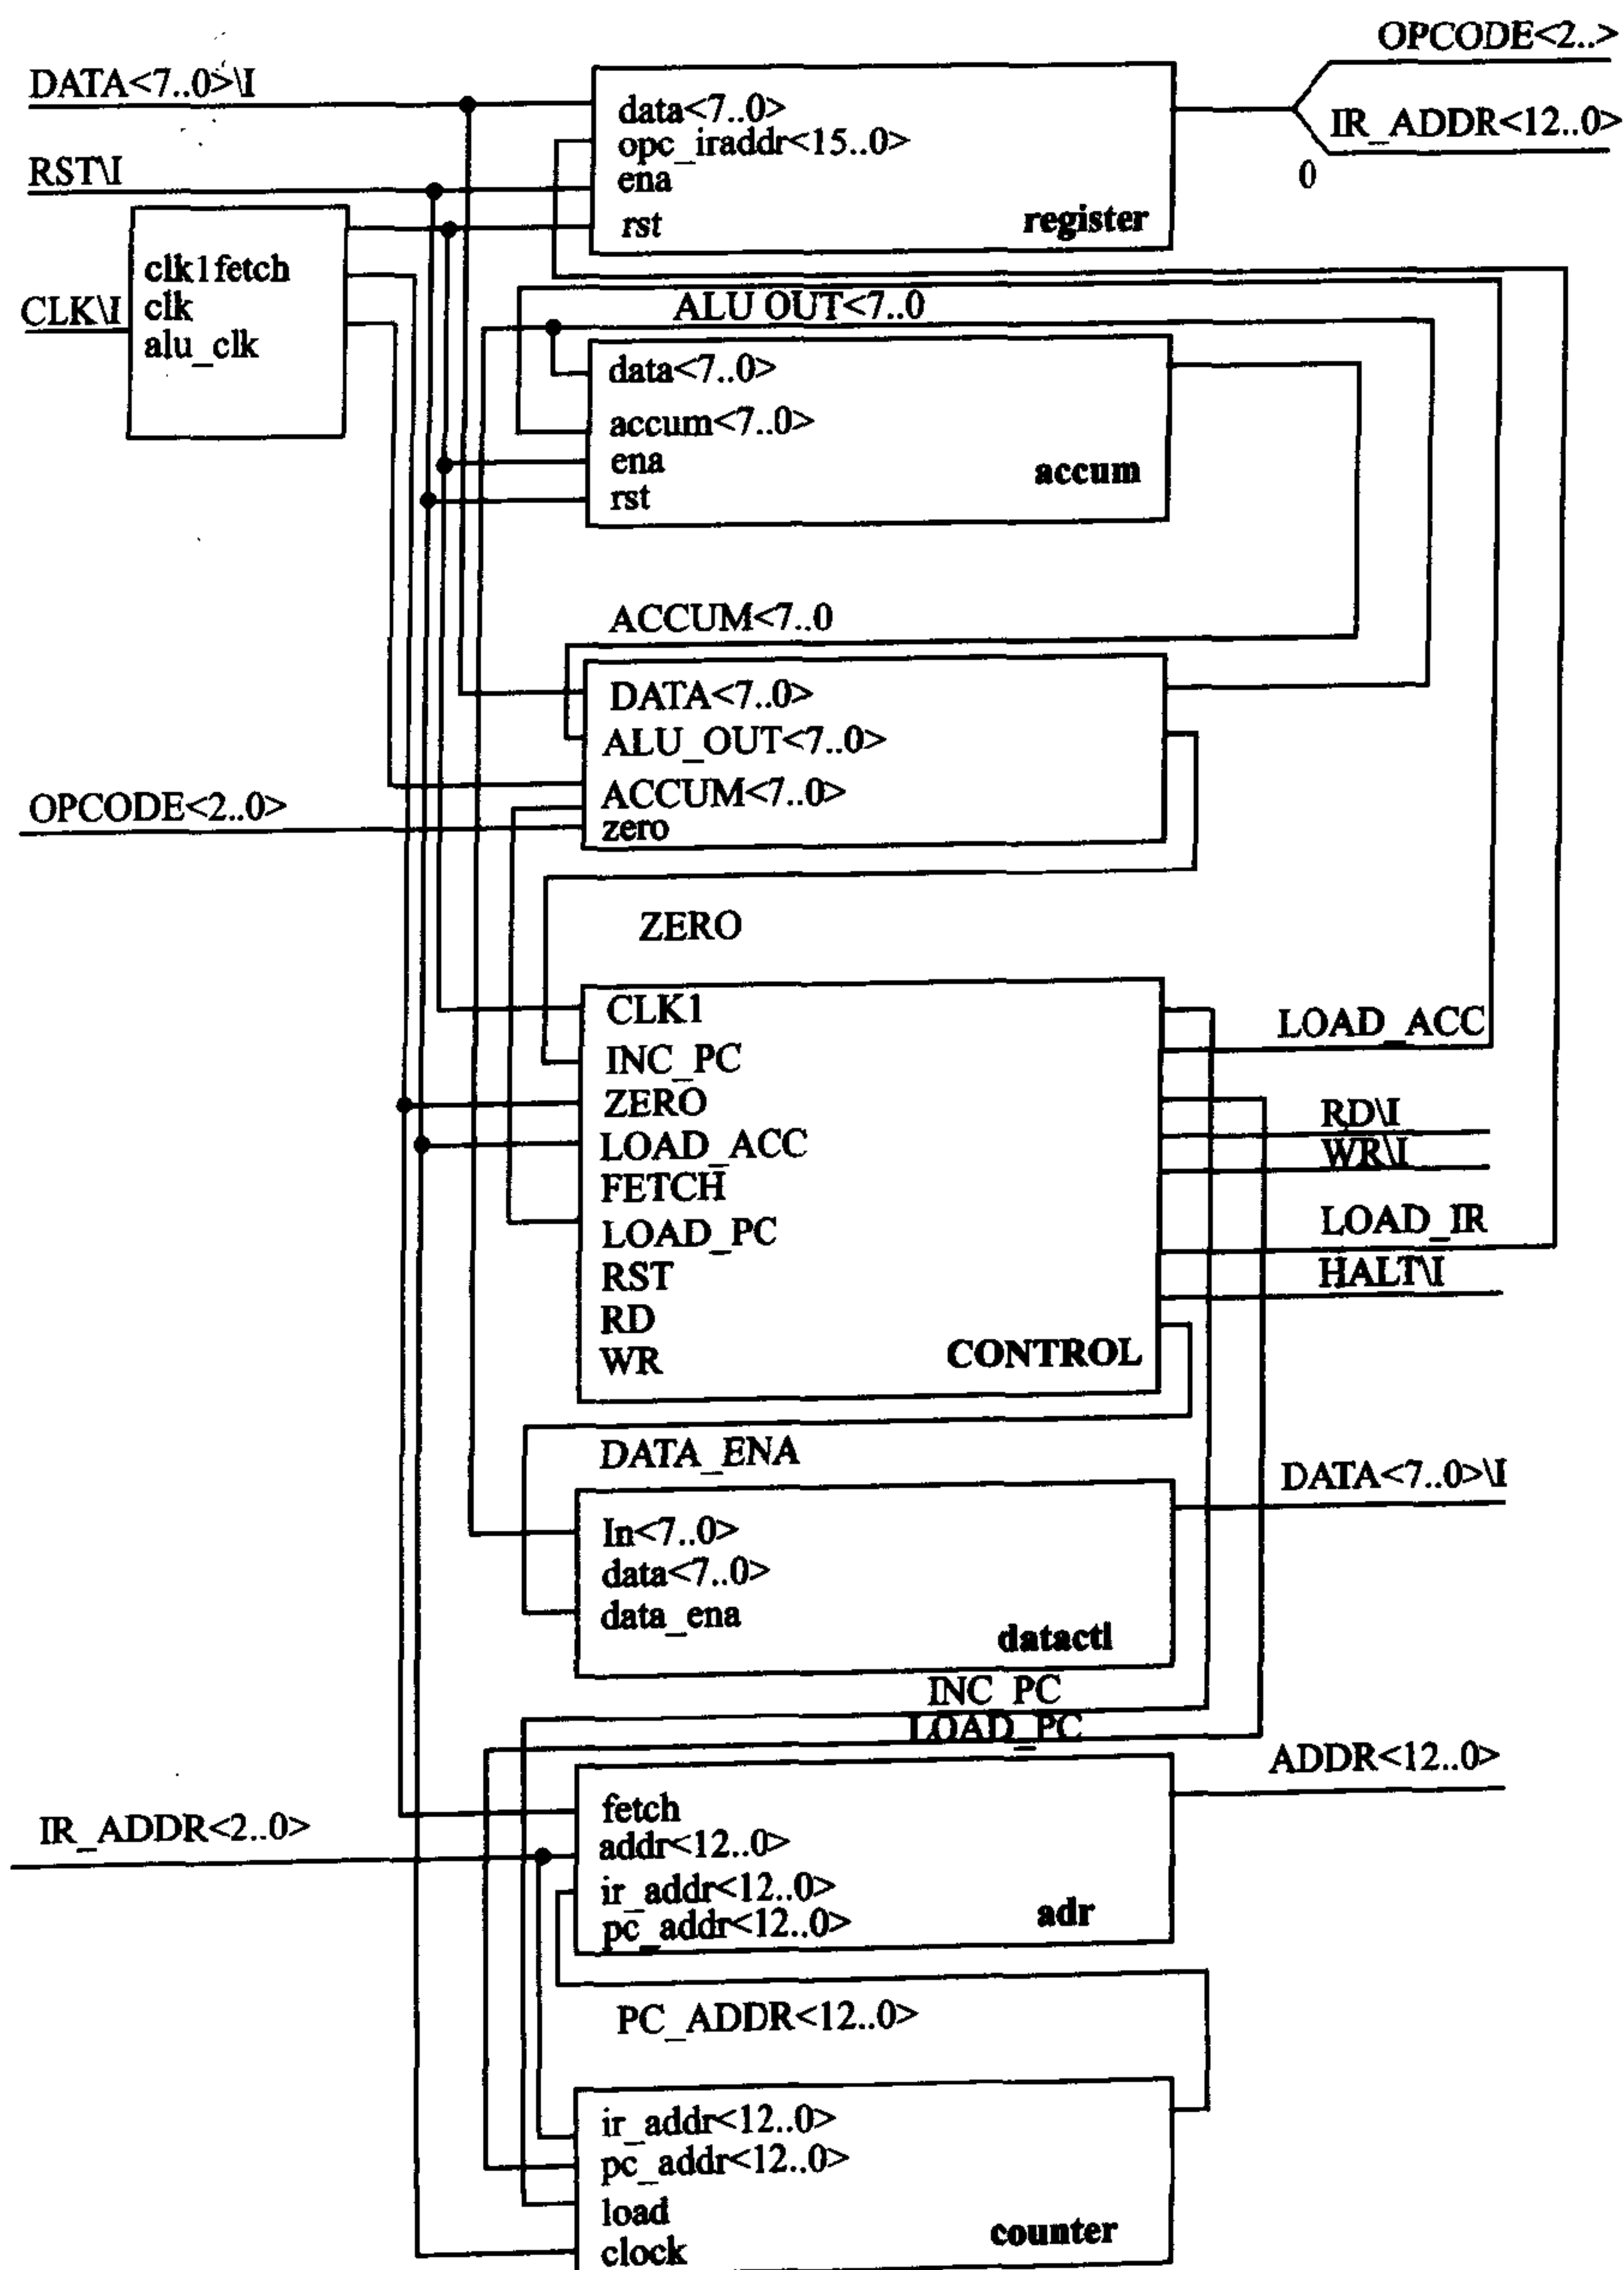 OPCODE<2..>
DATA<7..0>\I
data<7..0>
opc_iraddr<15..0>
IR_ADDR<12..0>
RST\I
ena
0
rst
register
clk1fetch
CLK\I
clk
alu_clk
ALU OUT<7..0
data<7..0>
accum<7..0>
ena
accum
rst
ACCUM<7..0
DATA<7..0>
ALU_OUT<7..0>
ACCUM<7..0>
OPCODE<2..0>
zero
ZERO
CLK1
LOAD_ACC
INC_PC
ZERO
RD\I
LOAD_ACC
WR\I
FETCH
LOAD_PC
LOAD_IR
RST
HALT\I
RD
WR
CONTROL
DATA_ENA
DATA<7..0>\I
In<7..0>
data<7..0>
data_ena
datactl
INC_PC
LOAD_PC
ADDR<12..0>
fetch
IR_ADDR<2..0>
addr<12..0>
ir_addr<12..0>
pc_addr<12..0>
adr
PC_ADDR<12..0>
ir_addr<12..0>
pc_addr<12..0>
load
counter
clock